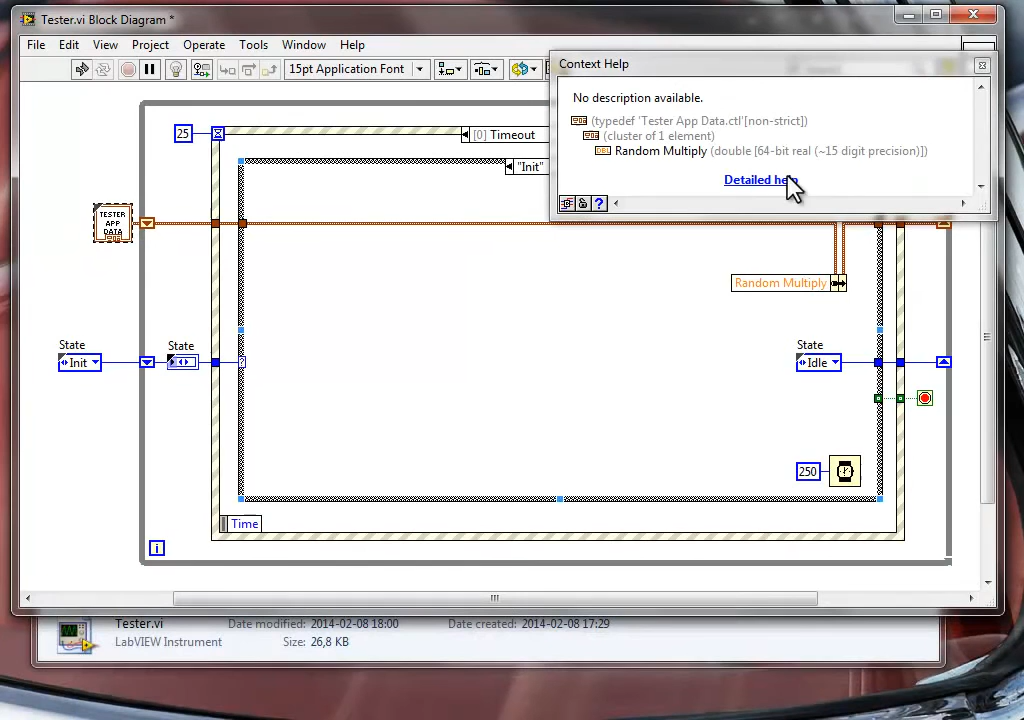 Tester.vi Block Diagram *
File Edit View Project Operate Tools Window Help
15pt Application Font
Context Help
No description available.
(typedef 'Tester App Data.ctl'[non-strict])
(cluster of 1 element)
DBL Random Multiply (double [64-bit real (~15 digit precision)])
Detailed help
?
25
[0] Timeout
"Init"
TESTER
APP
DATA
Random Multiply
State
Init
State
?
State
Idle
250
Time
i
Tester.vi Date modified: 2014-02-08 18:00 Date created: 2014-02-08 17:29
LabVIEW Instrument Size: 26,8 KB